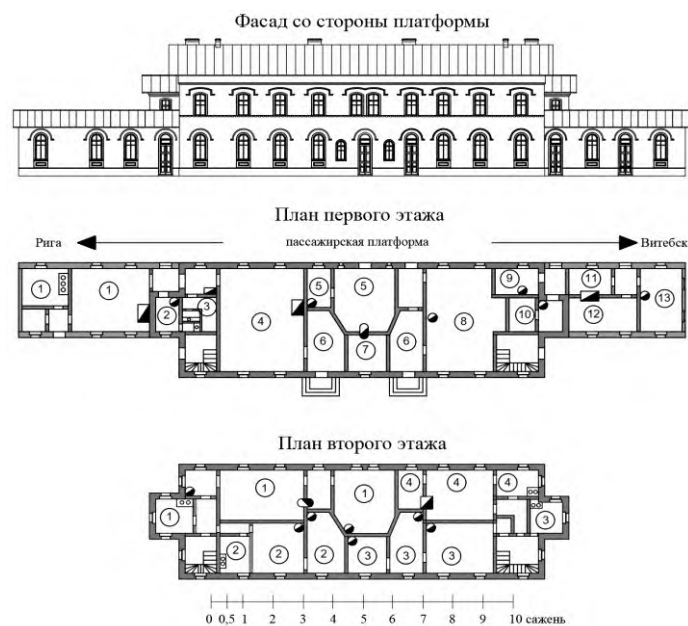 Фасад со стороны платформы
План первого этажа
Рига пассажирская платформа Витебск
1 1 2 3 4 5 5 6 7 6 8 9 10 11 12 13
План второго этажа
1 1 1 4 4 4
2 2 2 3 3 3 3
0 0,5 1 2 3 4 5 6 7 8 9 10 сажень